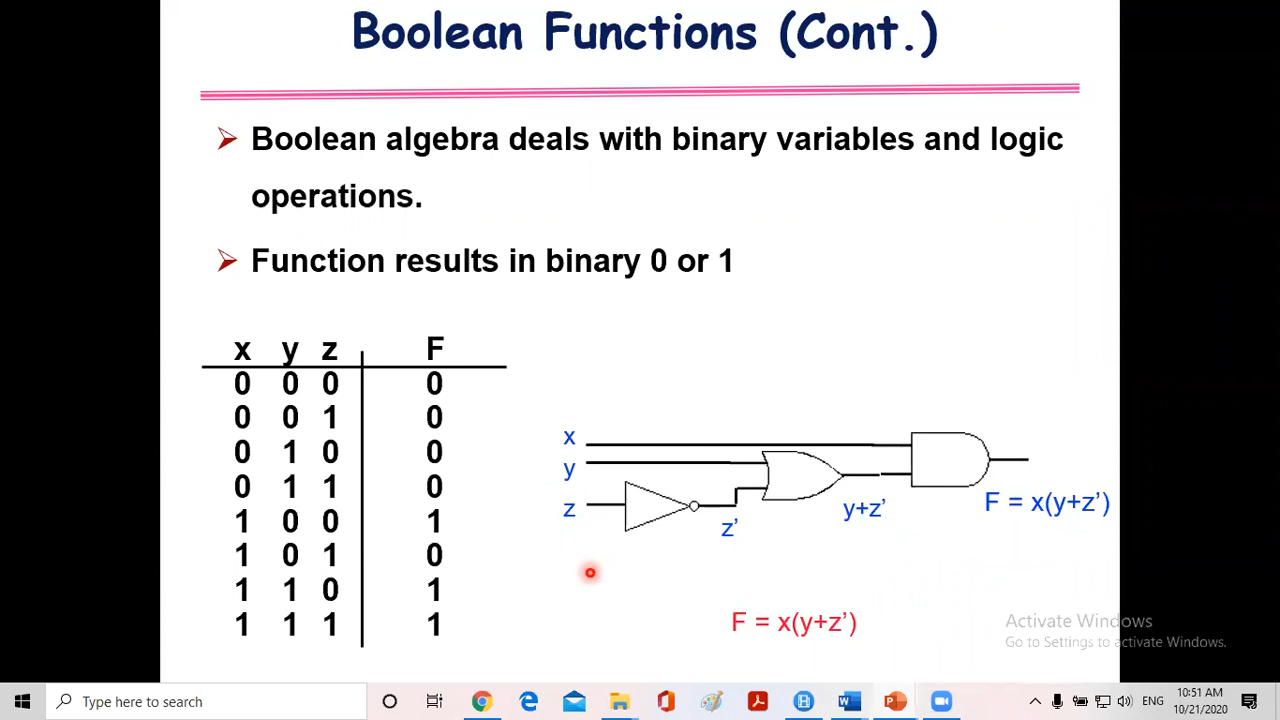 Boolean Functions (Cont.)
Boolean algebra deals with binary variables and logic
operations.
Function results in binary 0 or 1
x y z F
0 0 0 0
0 0 1 0
0 1 0 0
0 1 1 0
1 0 0 1
1 0 1 0
1 1 0 1
1 1 1 1
x
y
z
z’
y+z’
F = x(y+z’)
F = x(y+z’)
Activate Windows
Go to Settings to activate Windows.
Type here to search
ENG
10:51 AM
10/21/2020